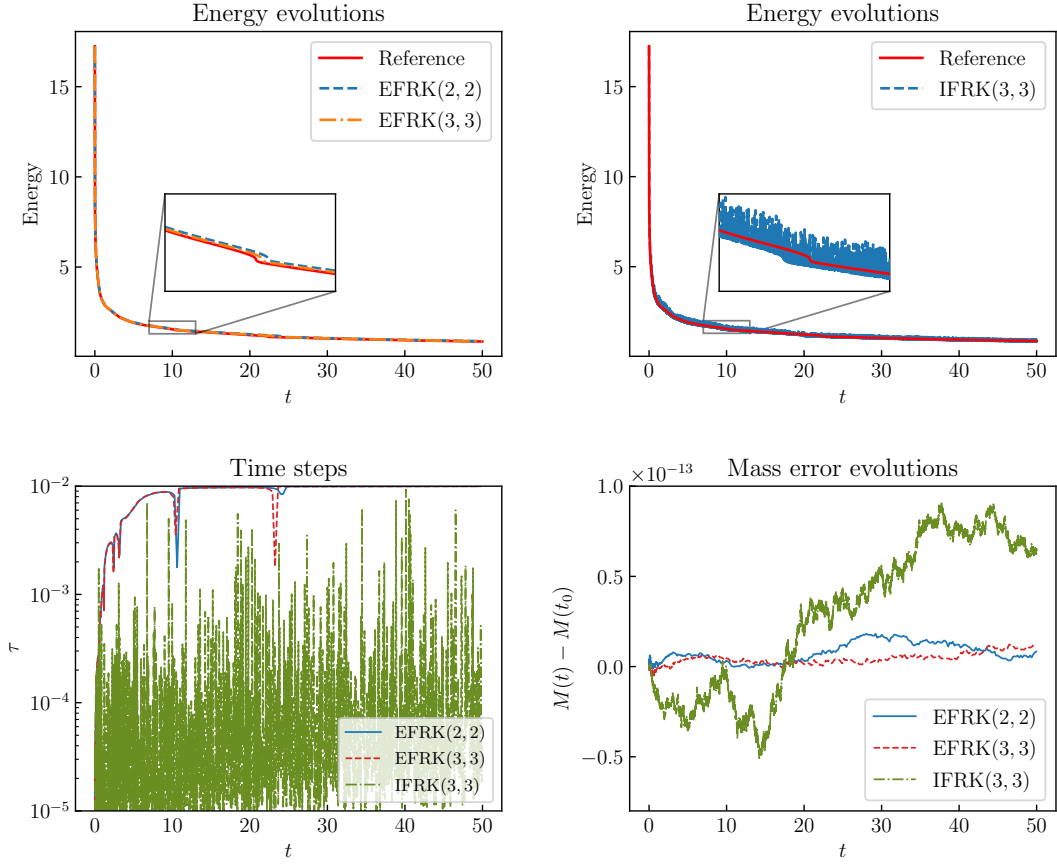 Energy evolutions
Energy
15
10
5
0
10
20
30
40
50
t
Reference
EFRK(2, 2)
EFRK(3, 3)
Energy evolutions
Energy
15
10
5
0
10
20
30
40
50
t
Reference
IFRK(3, 3)
Time steps
τ
10⁻²
10⁻³
10⁻⁴
10⁻⁵
0
10
20
30
40
50
t
EFRK(2, 2)
EFRK(3, 3)
IFRK(3, 3)
Mass error evolutions
×10⁻¹³
M(t) − M(t₀)
1.0
0.5
0.0
−0.5
0
10
20
30
40
50
t
EFRK(2, 2)
EFRK(3, 3)
IFRK(3, 3)